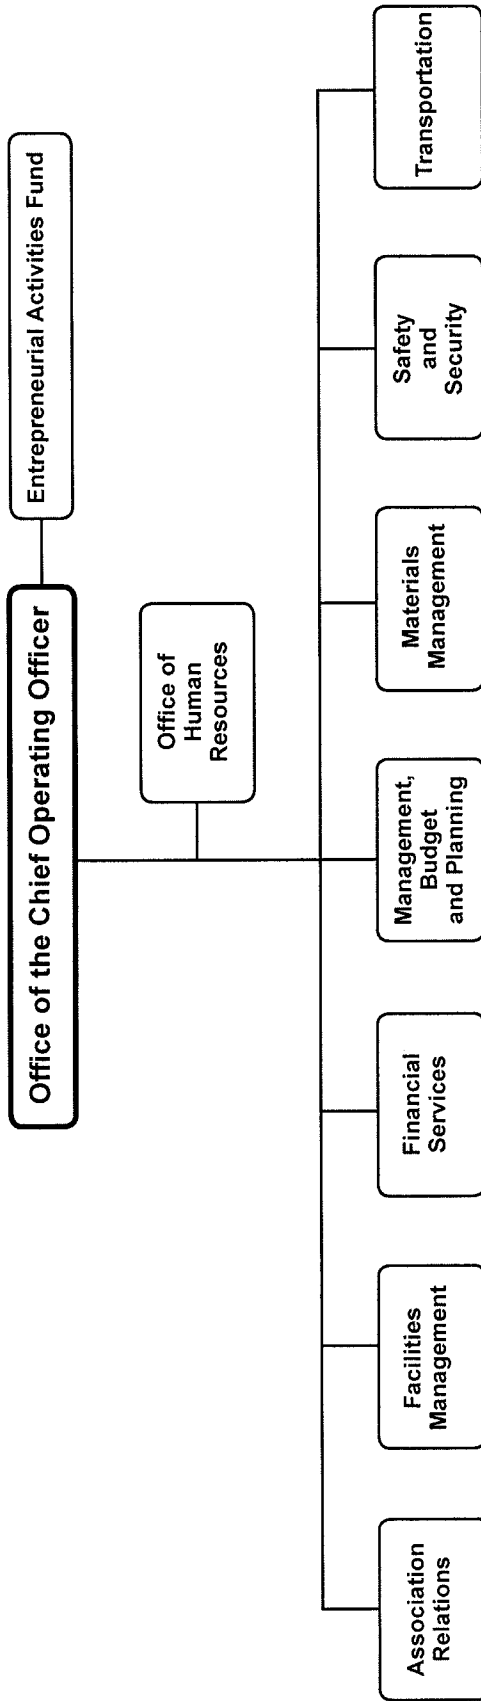 Office of the Chief Operating Officer
Entrepreneurial Activities Fund
Office of
Human
Resources
Association
Relations
Facilities
Management
Financial
Services
Management,
Budget
and Planning
Materials
Management
Safety
and
Security
Transportation